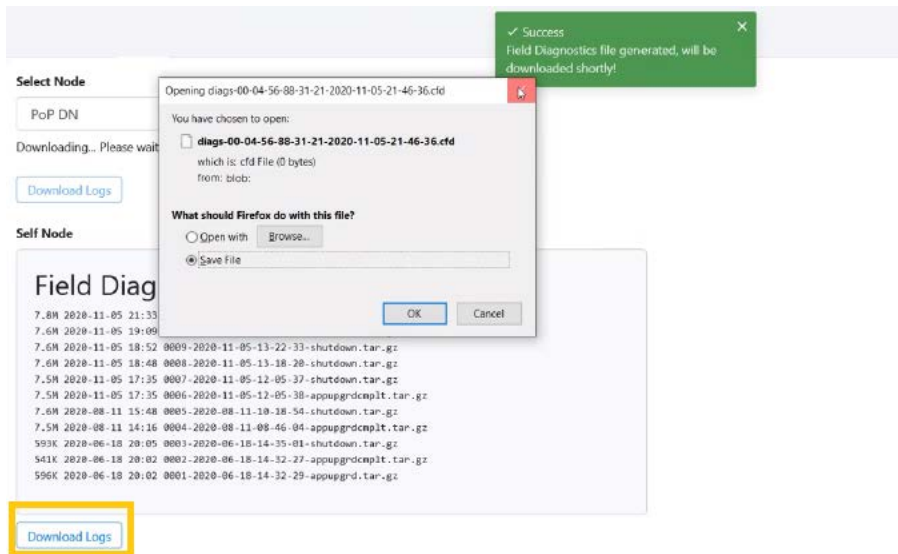 ✓ Success
Field Diagnostics file generated, will be
downloaded shortly!
Select Node
PoP DN
Downloading... Please wait
Download Logs
Opening diags-00-04-56-88-31-21-2020-11-05-21-46-36.cfd
You have chosen to open:
diags-00-04-56-88-31-21-2020-11-05-21-46-36.cfd
which is: cfd File (0 bytes)
from: blob:
What should Firefox do with this file?
Open with Browse...
Save File
OK Cancel
Self Node
Field Diag
7.8M 2020-11-05 21:33
7.6M 2020-11-05 19:09
7.6M 2020-11-05 18:52 0009-2020-11-05-13-22-33-shutdown.tar.gz
7.6M 2020-11-05 18:48 0008-2020-11-05-13-18-20-shutdown.tar.gz
7.5M 2020-11-05 17:35 0007-2020-11-05-12-05-37-shutdown.tar.gz
7.5M 2020-11-05 17:35 0006-2020-11-05-12-05-38-appupgrdcmplt.tar.gz
7.6M 2020-08-11 15:48 0005-2020-08-11-10-18-54-shutdown.tar.gz
7.5M 2020-08-11 14:16 0004-2020-08-11-08-46-04-appupgrdcmplt.tar.gz
593K 2020-06-18 20:05 0003-2020-06-18-14-35-01-shutdown.tar.gz
541K 2020-06-18 20:02 0002-2020-06-18-14-32-27-appupgrdcmplt.tar.gz
596K 2020-06-18 20:02 0001-2020-06-18-14-32-29-appupgrd.tar.gz
Download Logs